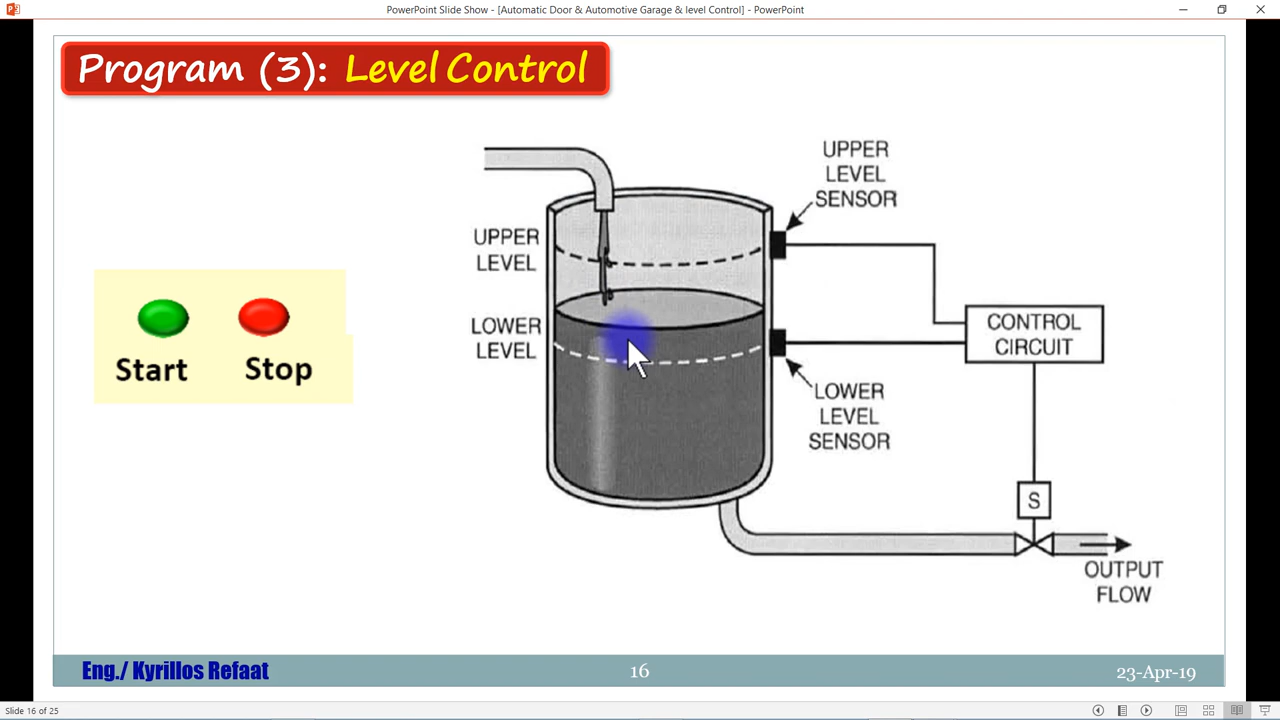 PowerPoint Slide Show - [Automatic Door & Automotive Garage & level Control] - PowerPoint
Program (3): Level Control
UPPER
LEVEL
SENSOR
UPPER
LEVEL
LOWER
LEVEL
CONTROL
CIRCUIT
Start Stop
LOWER
LEVEL
SENSOR
S
OUTPUT
FLOW
Eng./ Kyrillos Refaat 16 23-Apr-19
Slide 16 of 25